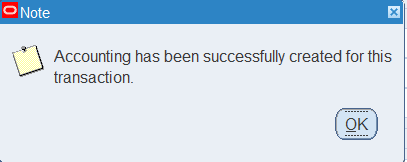 Note
Accounting has been successfully created for this
transaction.
OK